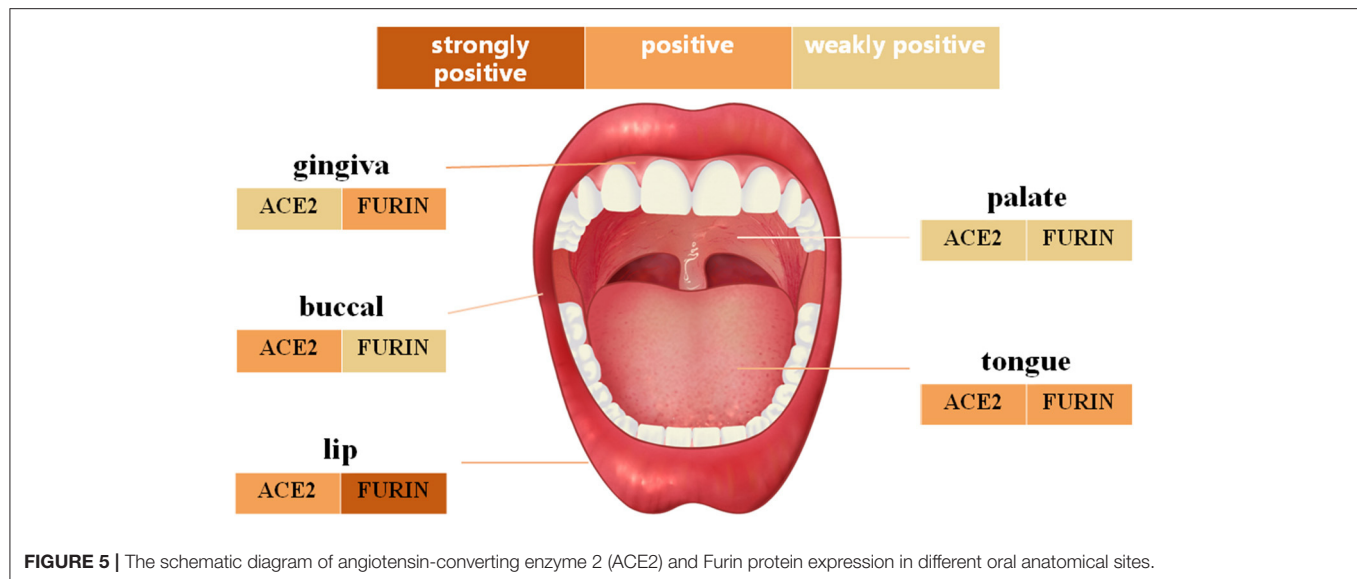 strongly positive
positive
weakly positive
gingiva
ACE2 FURIN
buccal
ACE2 FURIN
lip
ACE2 FURIN
palate
ACE2 FURIN
tongue
ACE2 FURIN
FIGURE 5 | The schematic diagram of angiotensin-converting enzyme 2 (ACE2) and Furin protein expression in different oral anatomical sites.